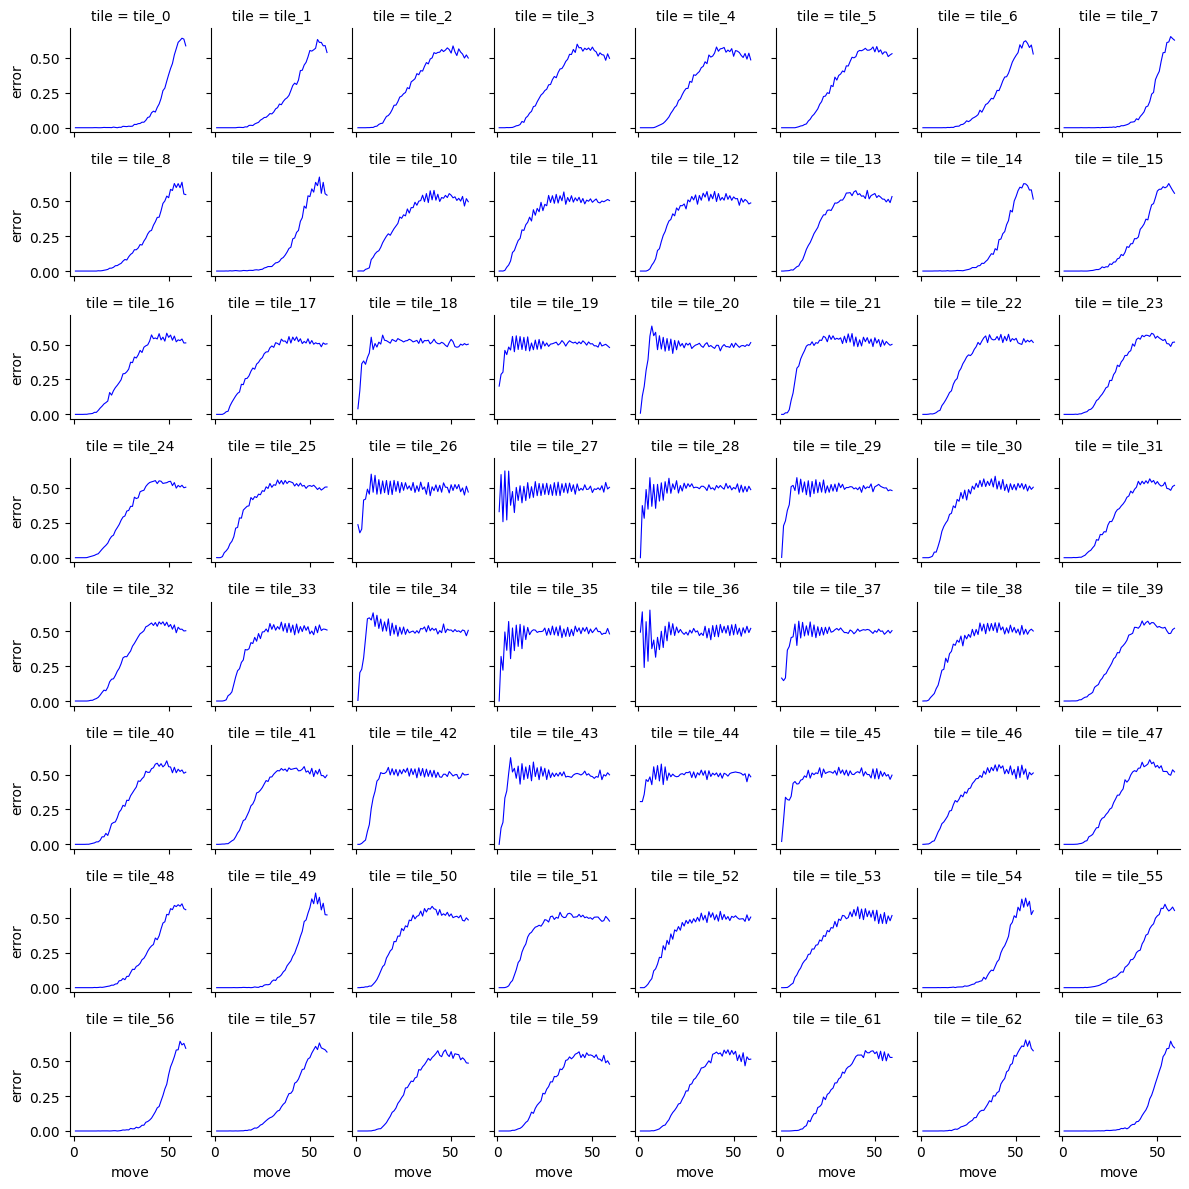 tile = tile_0 tile = tile_1 tile = tile_2 tile = tile_3 tile = tile_4 tile = tile_5 tile = tile_6 tile = tile_7
0.50
error
0.25
0.00
tile = tile_8 tile = tile_9 tile = tile_10 tile = tile_11 tile = tile_12 tile = tile_13 tile = tile_14 tile = tile_15
0.50
error
0.25
0.00
tile = tile_16 tile = tile_17 tile = tile_18 tile = tile_19 tile = tile_20 tile = tile_21 tile = tile_22 tile = tile_23
0.50
error
0.25
0.00
tile = tile_24 tile = tile_25 tile = tile_26 tile = tile_27 tile = tile_28 tile = tile_29 tile = tile_30 tile = tile_31
0.50
error
0.25
0.00
tile = tile_32 tile = tile_33 tile = tile_34 tile = tile_35 tile = tile_36 tile = tile_37 tile = tile_38 tile = tile_39
0.50
error
0.25
0.00
tile = tile_40 tile = tile_41 tile = tile_42 tile = tile_43 tile = tile_44 tile = tile_45 tile = tile_46 tile = tile_47
0.50
error
0.25
0.00
tile = tile_48 tile = tile_49 tile = tile_50 tile = tile_51 tile = tile_52 tile = tile_53 tile = tile_54 tile = tile_55
0.50
error
0.25
0.00
tile = tile_56 tile = tile_57 tile = tile_58 tile = tile_59 tile = tile_60 tile = tile_61 tile = tile_62 tile = tile_63
0.50
error
0.25
0.00
0 50 0 50 0 50 0 50 0 50 0 50 0 50 0 50
move move move move move move move move